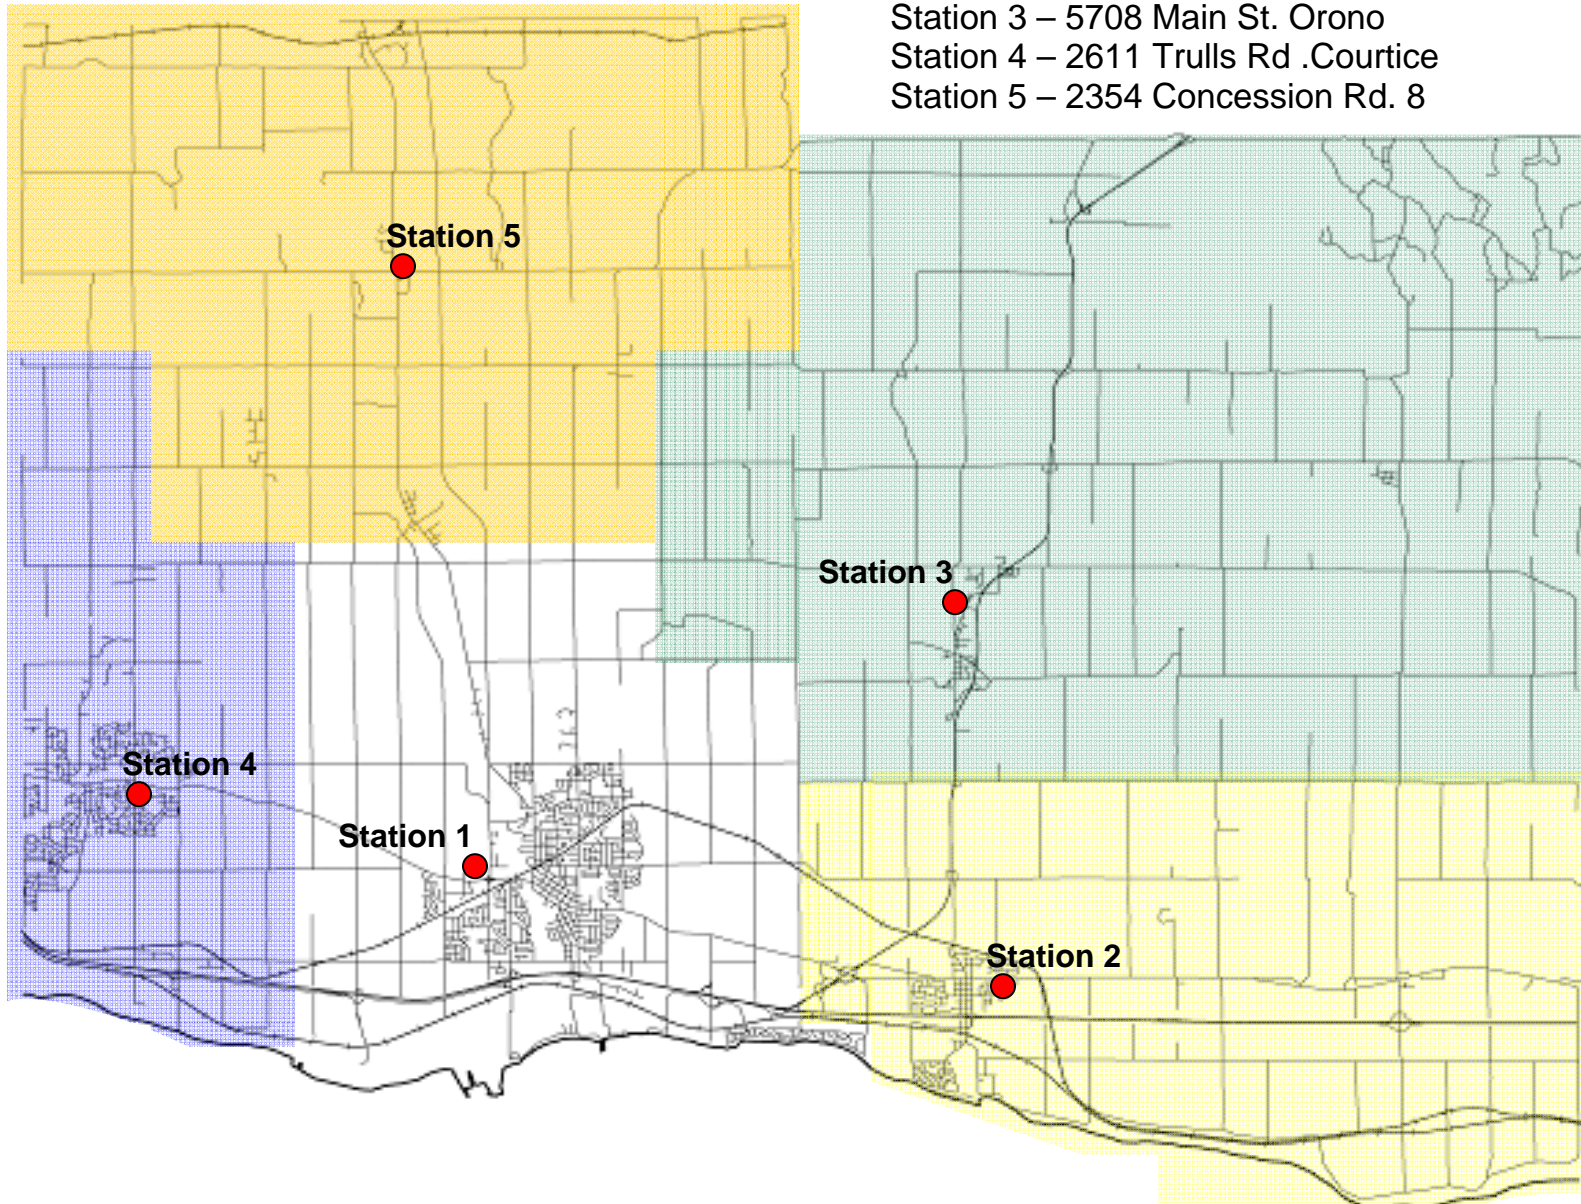 Station 3 – 5708 Main St. Orono
Station 4 – 2611 Trulls Rd .Courtice
Station 5 – 2354 Concession Rd. 8
Station 5
Station 3
Station 4
Station 1
Station 2